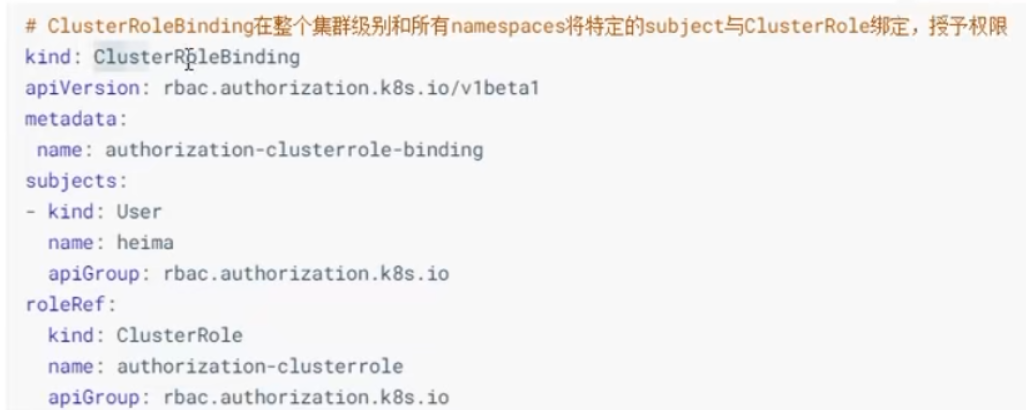 # ClusterRoleBinding在整个集群级别和所有namespaces将特定的subject与ClusterRole绑定，授予权限
kind: ClusterRoleBinding
apiVersion: rbac.authorization.k8s.io/v1beta1
metadata:
 name: authorization-clusterrole-binding
subjects:
- kind: User
  name: heima
  apiGroup: rbac.authorization.k8s.io
roleRef:
  kind: ClusterRole
  name: authorization-clusterrole
  apiGroup: rbac.authorization.k8s.io